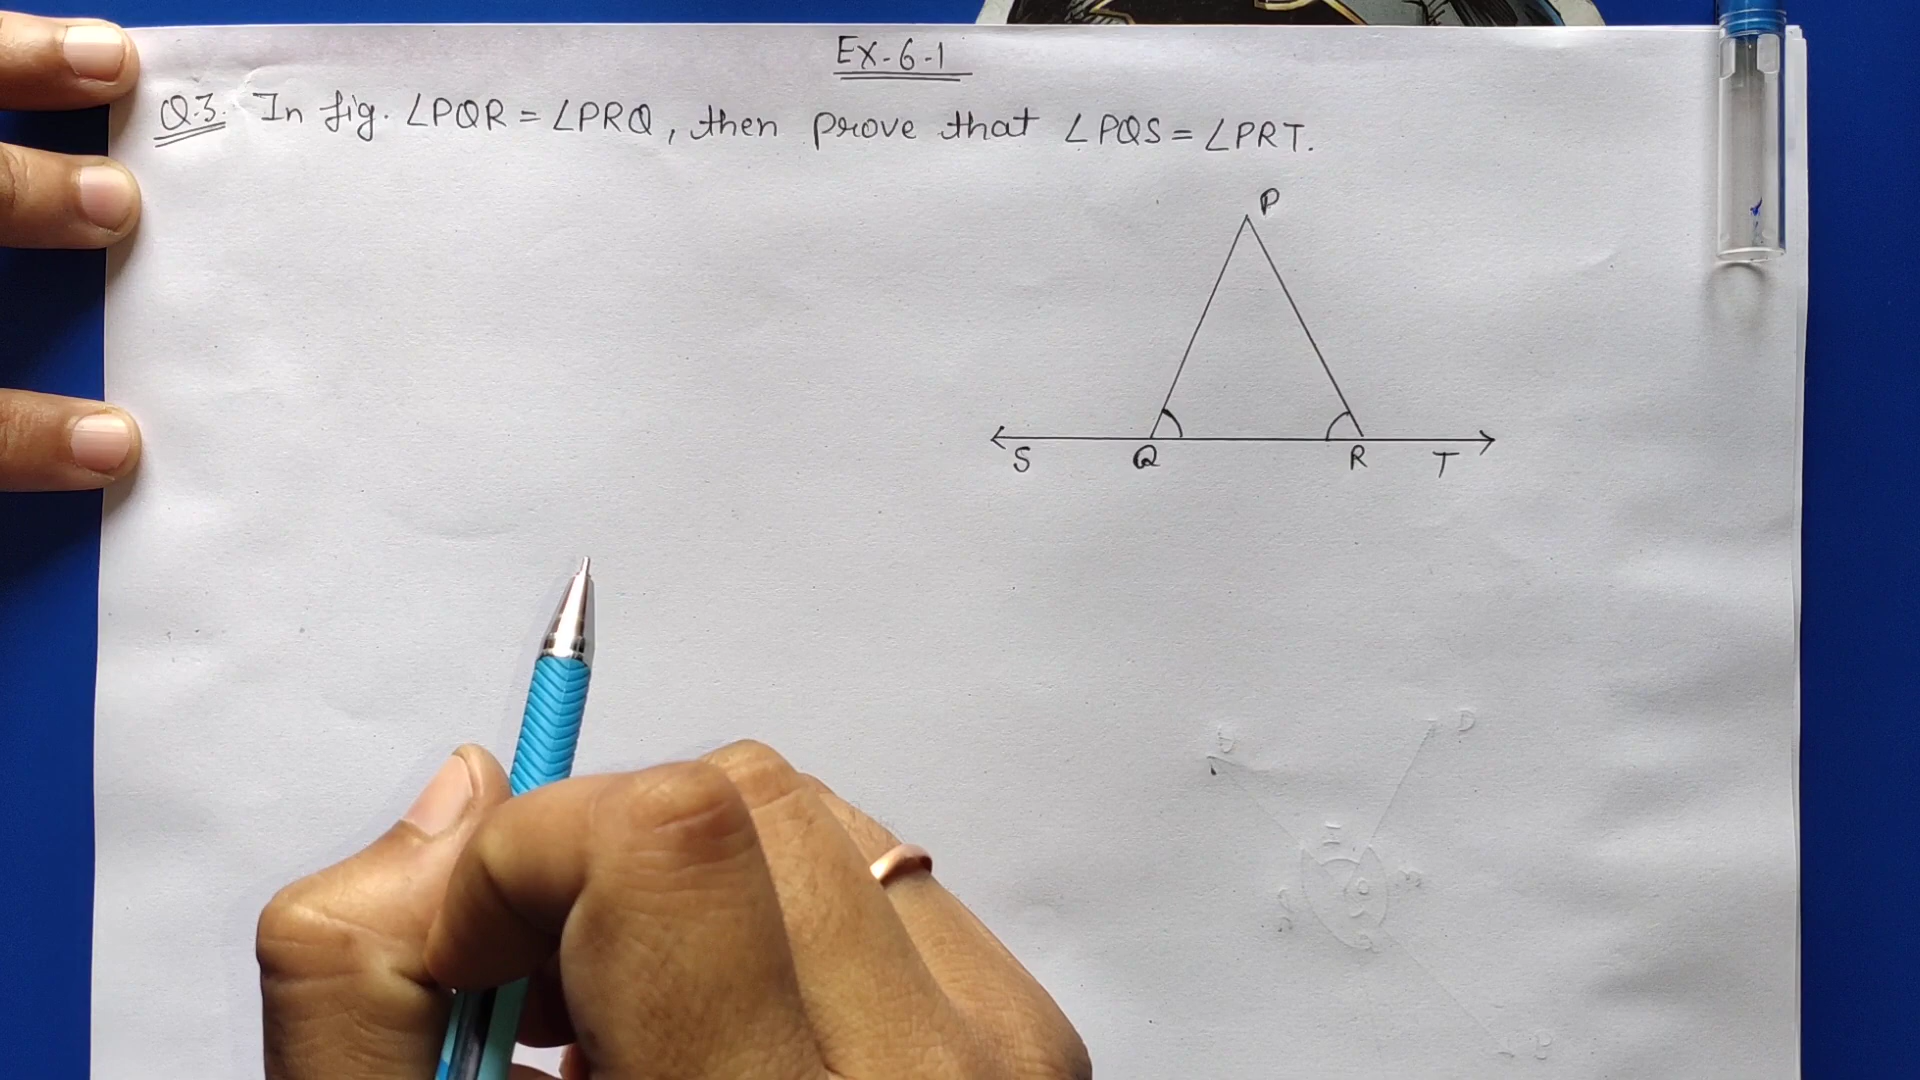 Ex-6-1
Q.3. In fig. ∠PQR = ∠PRQ, then prove that ∠PQS = ∠PRT.
P
S Q R T
D
B